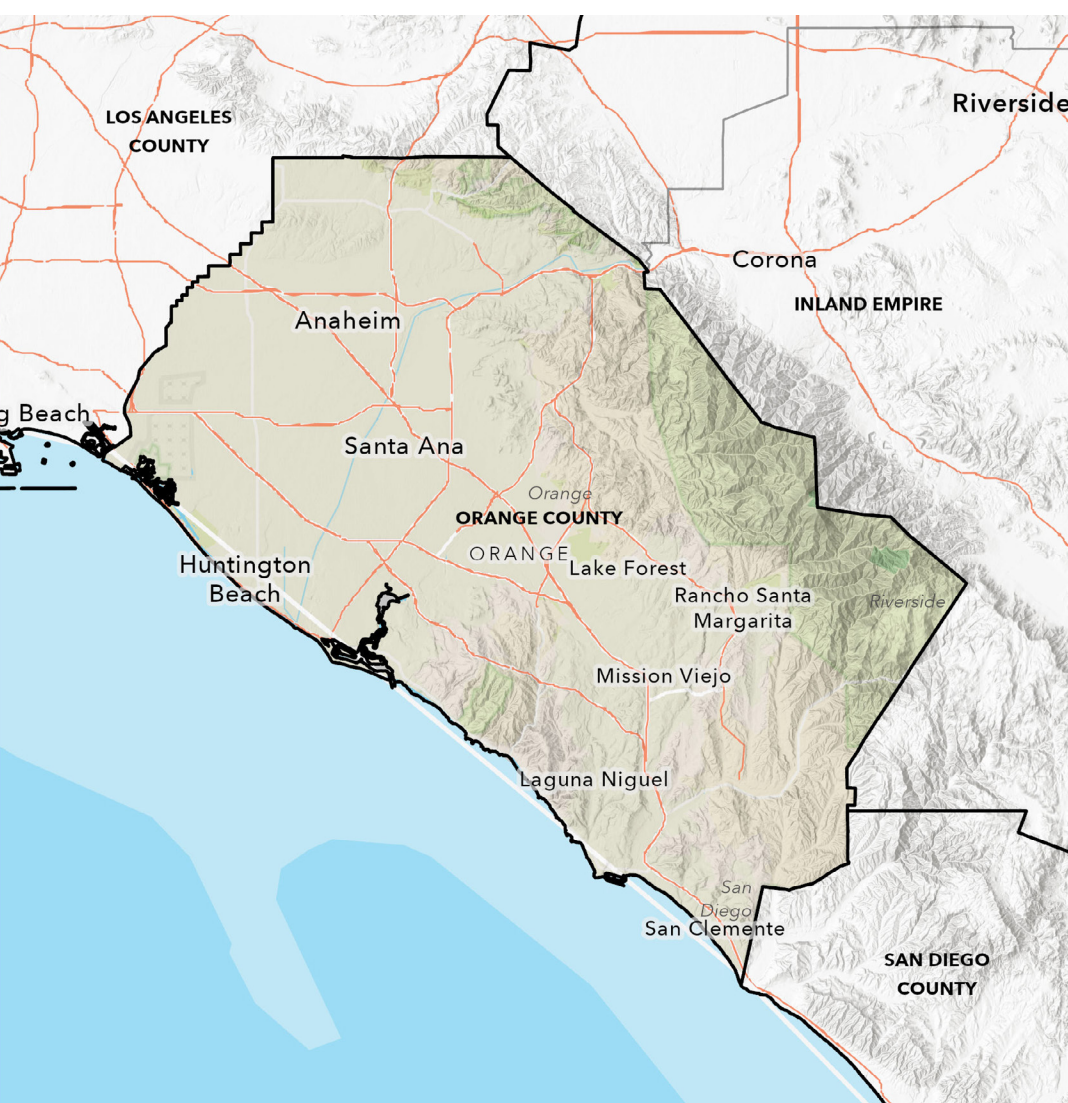 Riverside
LOS ANGELES
COUNTY
Corona
INLAND EMPIRE
Anaheim
g Beach
Santa Ana
Orange
ORANGE COUNTY
ORANGE
Huntington
Beach
Lake Forest
Rancho Santa
Margarita
Riverside
Mission Viejo
Laguna Niguel
San
Diego
San Clemente
SAN DIEGO
COUNTY